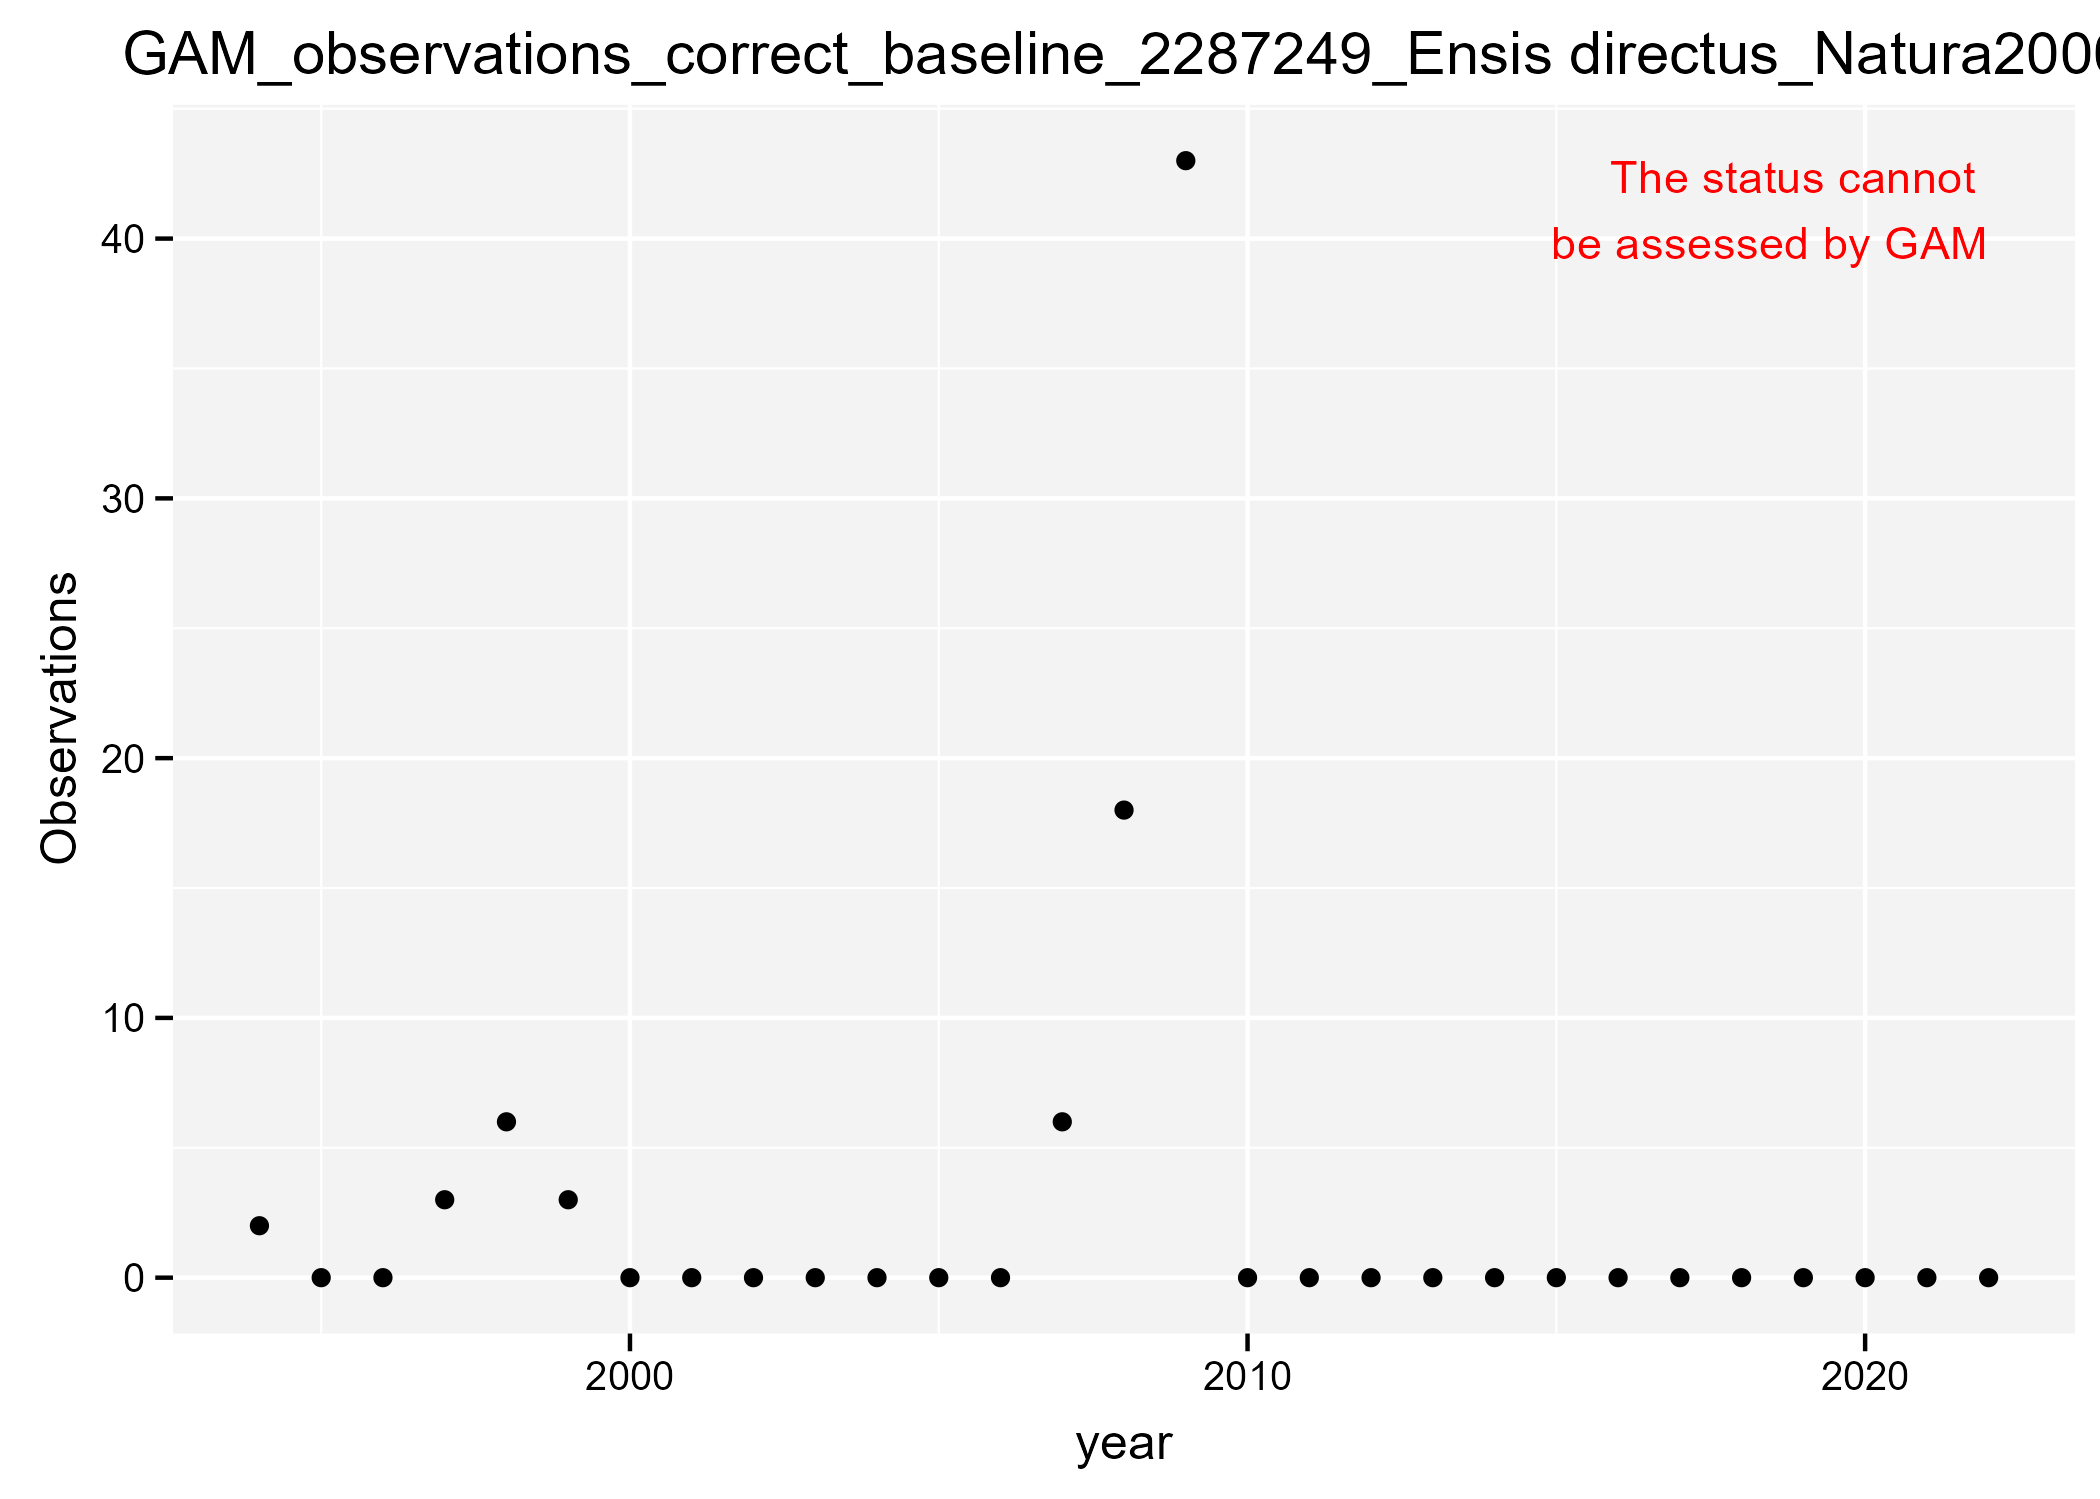 GAM_observations_correct_baseline_2287249_Ensis directus_Natura2000
The status cannot
be assessed by GAM
40
30
20
10
0
Observations
2000
2010
2020
year